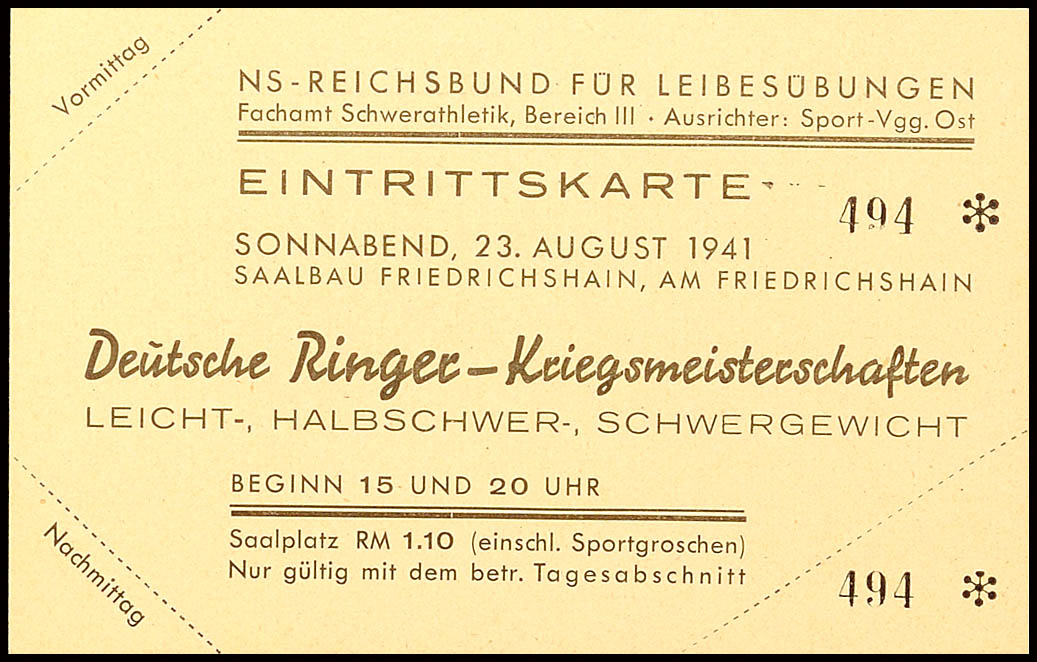 Vormittag
NS-REICHSBUND FÜR LEIBESÜBUNGEN
Fachamt Schwerathletik, Bereich III · Ausrichter: Sport-Vgg. Ost
EINTRITTSKARTE
494
SONNABEND, 23. AUGUST 1941
SAALBAU FRIEDRICHSHAIN, AM FRIEDRICHSHAIN
Deutsche Ringer-Kriegsmeisterschaften
LEICHT-, HALBSCHWER-, SCHWERGEWICHT
BEGINN 15 UND 20 UHR
Saalplatz RM 1.10 (einschl. Sportgroschen)
Nur gültig mit dem betr. Tagesabschnitt
Nachmittag
494